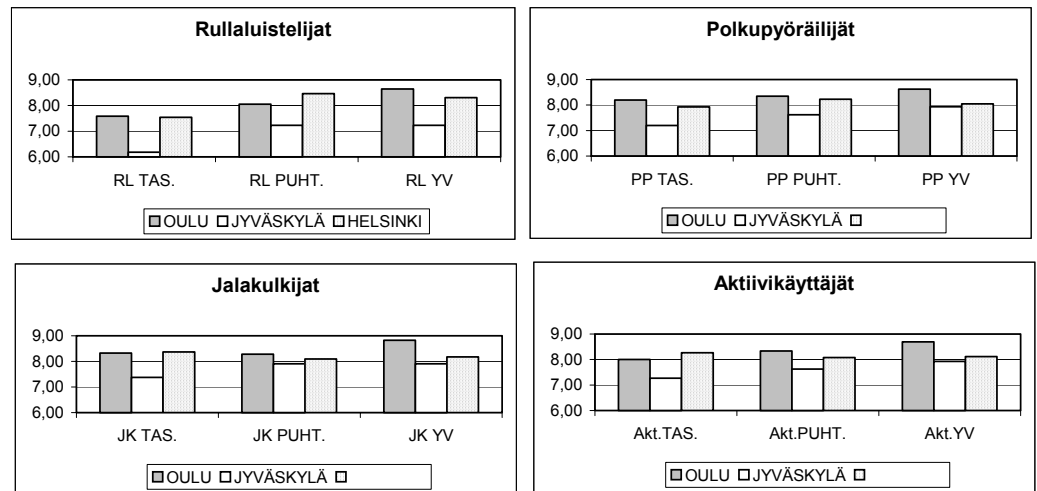 Rullaluistelijat
9,00
8,00
7,00
6,00
RL TAS. RL PUHT. RL YV
OULU JYVÄSKYLÄ HELSINKI
Polkupyöräilijät
9,00
8,00
7,00
6,00
PP TAS. PP PUHT. PP YV
OULU JYVÄSKYLÄ
Jalakulkijat
9,00
8,00
7,00
6,00
JK TAS. JK PUHT. JK YV
OULU JYVÄSKYLÄ
Aktiivikäyttäjät
9,00
8,00
7,00
6,00
Akt.TAS. Akt.PUHT. Akt.YV
OULU JYVÄSKYLÄ